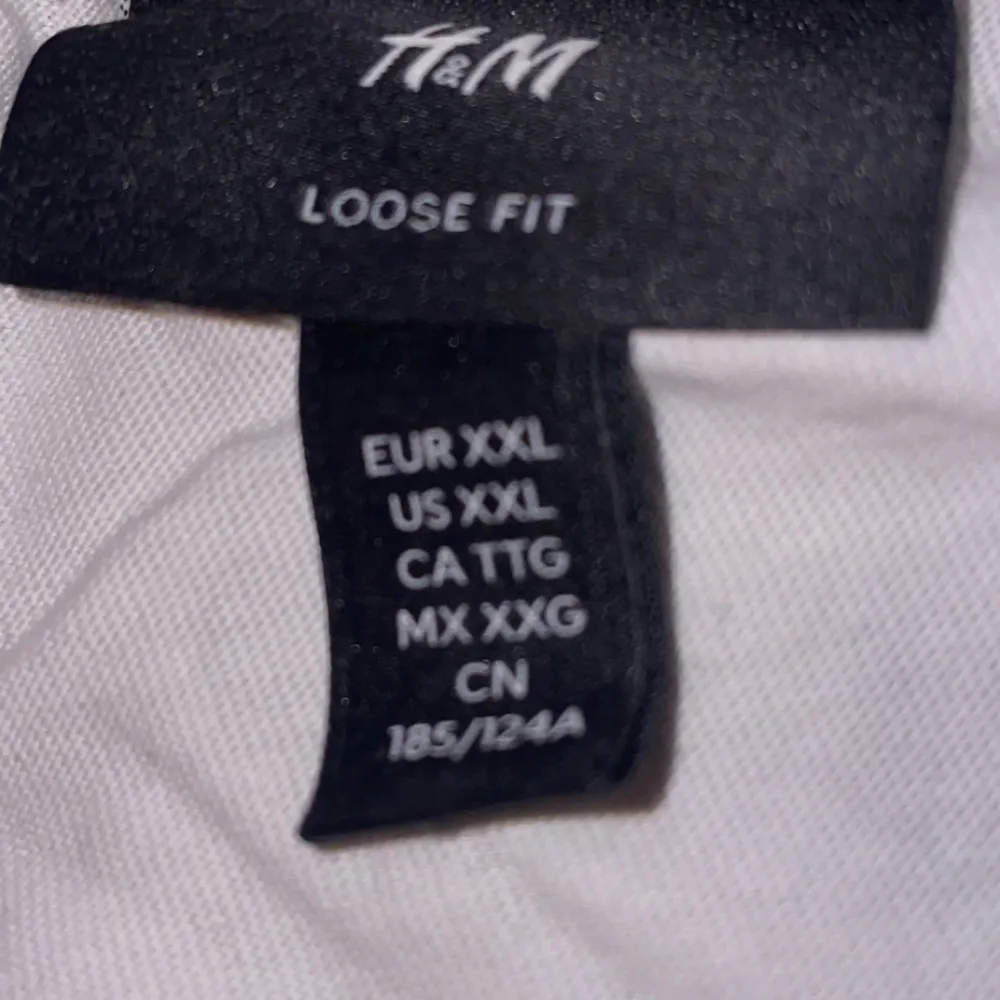 H&M
LOOSE FIT
EUR XXL
US XXL
CA TTG
MX XXG
CN
185/124A